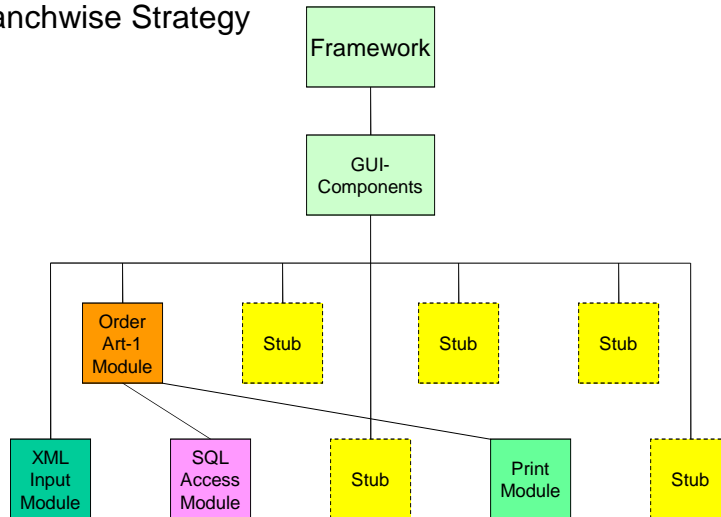 anchwise Strategy
Framework
GUI-
Components
Order
Art-1
Module
Stub
Stub
Stub
XML
Input
Module
SQL
Access
Module
Stub
Print
Module
Stub